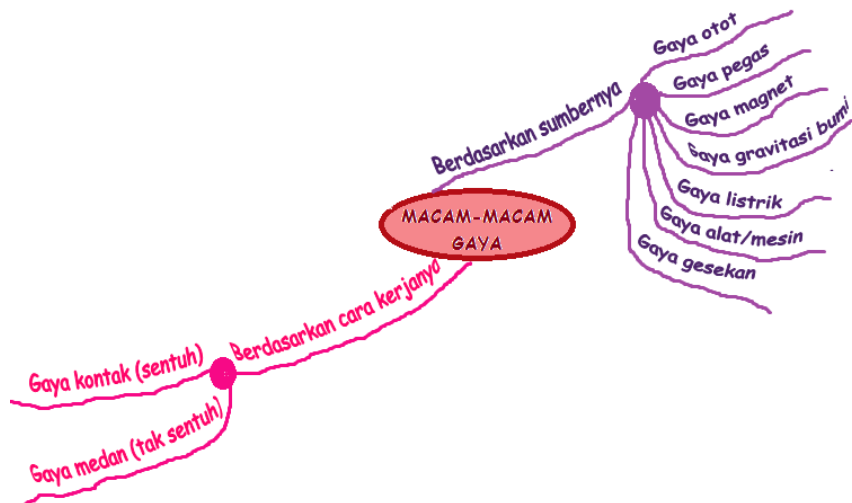 MACAM-MACAM
GAYA
Berdasarkan sumbernya
Gaya otot
Gaya pegas
Gaya magnet
Gaya gravitasi bumi
Gaya listrik
Gaya alat/mesin
Gaya gesekan
Berdasarkan cara kerjanya
Gaya kontak (sentuh)
Gaya medan (tak sentuh)